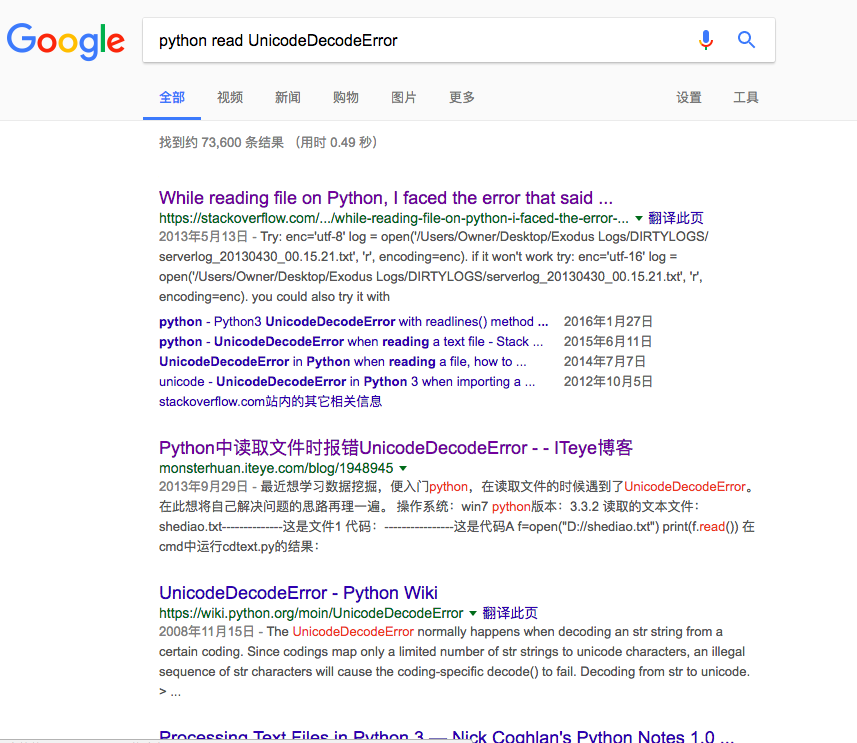 Google
python read UnicodeDecodeError
全部 视频 新闻 购物 图片 更多 设置 工具
找到约 73,600 条结果 （用时 0.49 秒）
While reading file on Python, I faced the error that said ...
https://stackoverflow.com/.../while-reading-file-on-python-i-faced-the-error-... 翻译此页
2013年5月13日 - Try: enc='utf-8' log = open('/Users/Owner/Desktop/Exodus Logs/DIRTYLOGS/
serverlog_20130430_00.15.21.txt', 'r', encoding=enc). if it won't work try: enc='utf-16' log =
open('/Users/Owner/Desktop/Exodus Logs/DIRTYLOGS/serverlog_20130430_00.15.21.txt', 'r',
encoding=enc). you could also try it with
python - Python3 UnicodeDecodeError with readlines() method ... 2016年1月27日
python - UnicodeDecodeError when reading a text file - Stack ... 2015年6月11日
UnicodeDecodeError in Python when reading a file, how to ... 2014年7月7日
unicode - UnicodeDecodeError in Python 3 when importing a ... 2012年10月5日
stackoverflow.com站内的其它相关信息
Python中读取文件时报错UnicodeDecodeError - - ITeye博客
monsterhuan.iteye.com/blog/1948945
2013年9月29日 - 最近想学习数据挖掘，便入门python，在读取文件的时候遇到了UnicodeDecodeError。
在此想将自己解决问题的思路再理一遍。 操作系统：win7 python版本：3.3.2 读取的文本文件：
shediao.txt--------------这是文件1 代码：----------------这是代码A f=open("D://shediao.txt") print(f.read()) 在
cmd中运行cdtext.py的结果：
UnicodeDecodeError - Python Wiki
https://wiki.python.org/moin/UnicodeDecodeError 翻译此页
2008年11月15日 - The UnicodeDecodeError normally happens when decoding an str string from a
certain coding. Since codings map only a limited number of str strings to unicode characters, an illegal
sequence of str characters will cause the coding-specific decode() to fail. Decoding from str to unicode.
> ...
Processing Text Files in Python 3 — Nick Coghlan's Python Notes 1.0 ...